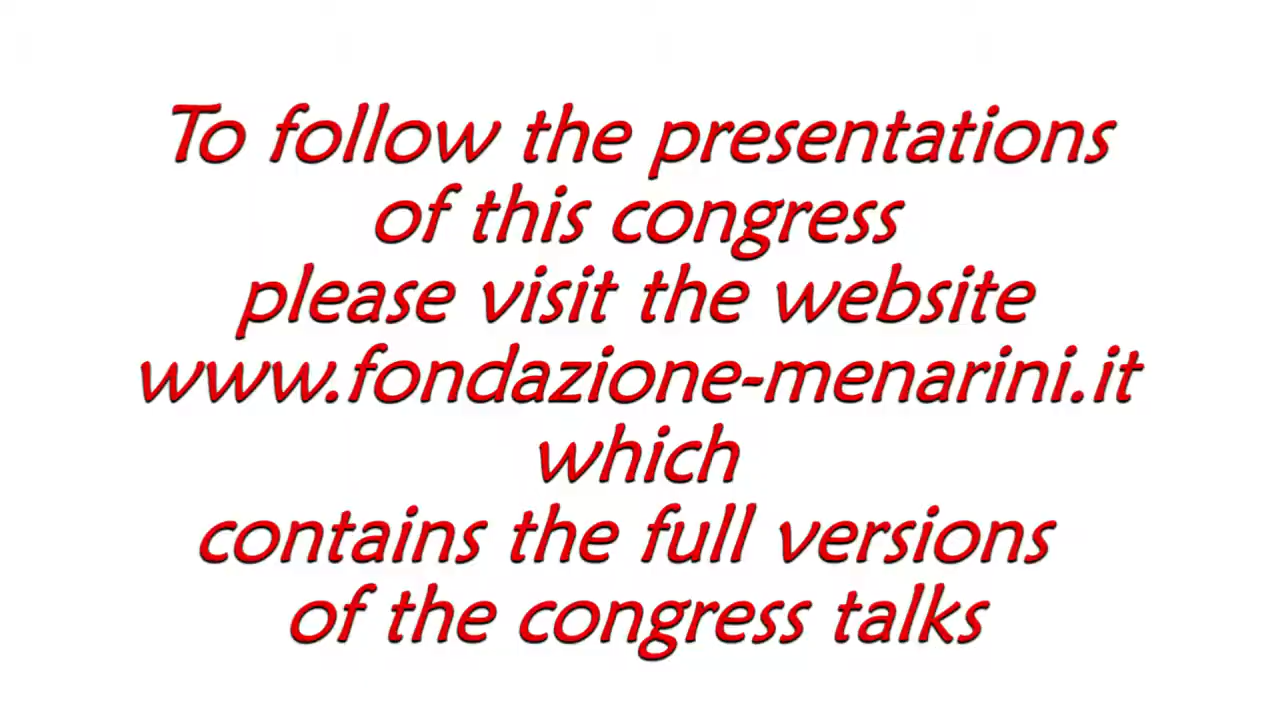 To follow the presentations
of this congress
please visit the website
www.fondazione-menarini.it
which
contains the full versions
of the congress talks